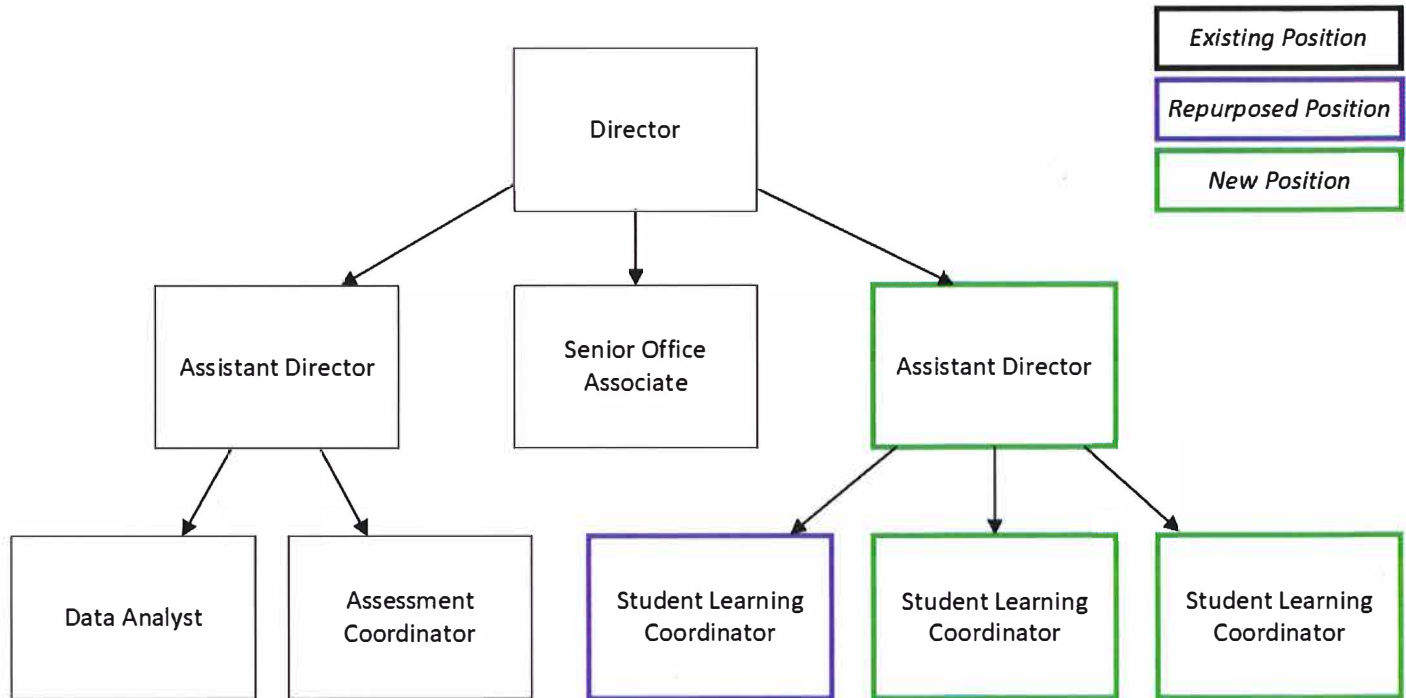 Existing Position
Repurposed Position
New Position
Director
Assistant Director
Senior Office
Associate
Assistant Director
Data Analyst
Assessment
Coordinator
Student Learning
Coordinator
Student Learning
Coordinator
Student Learning
Coordinator